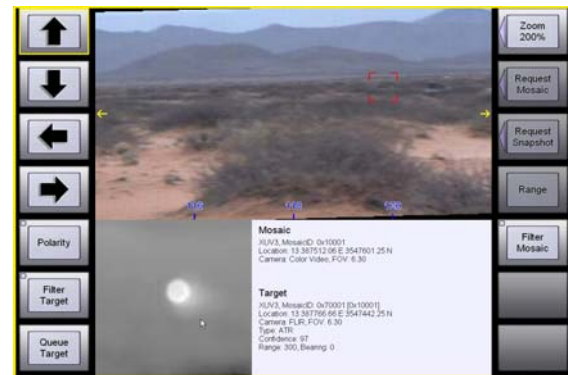 Zoom
200%
Request
Mosaic
Request
Snapshot
Range
Polarity
Filter
Target
Queue
Target
Filter
Mosaic
Mosaic
XUV3, MosaicID: 0x10001
Location: 13 387512.06 E 3547601.25 N
Camera: Color Video, FOV: 6.30
Target
XUV3, MosaicID: 0x70001 [0x10001]
Location: 13 387766.66 E 3547442.25 N
Camera: FLIR, FOV: 6.30
Type: ATR
Confidence: 97
Range: 300, Bearing: 0